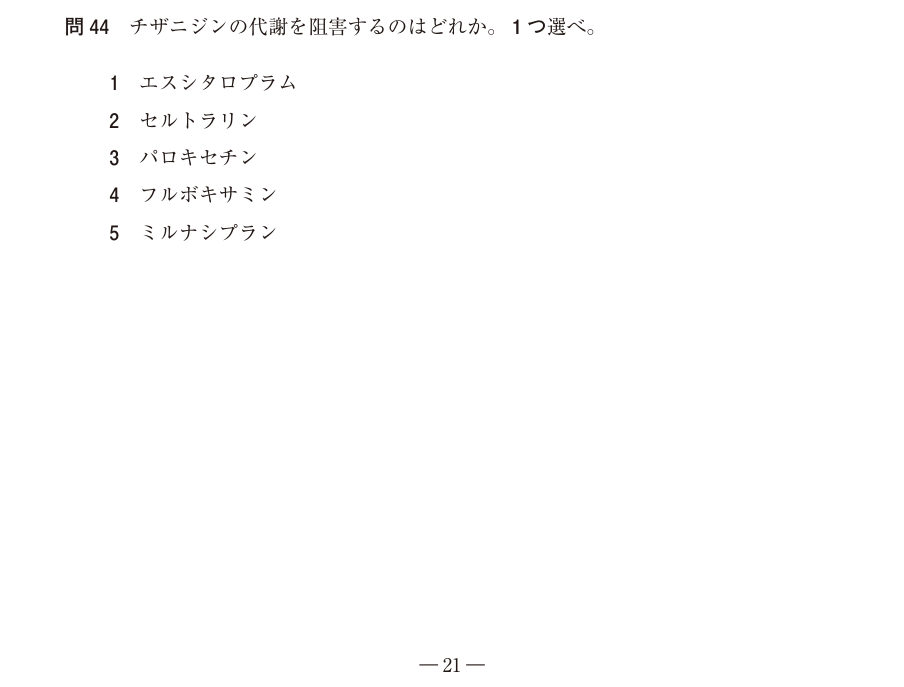 問 44　チザニジンの代謝を阻害するのはどれか。1つ選べ。
1　エスシタロプラム
2　セルトラリン
3　パロキセチン
4　フルボキサミン
5　ミルナシプラン
— 21 —